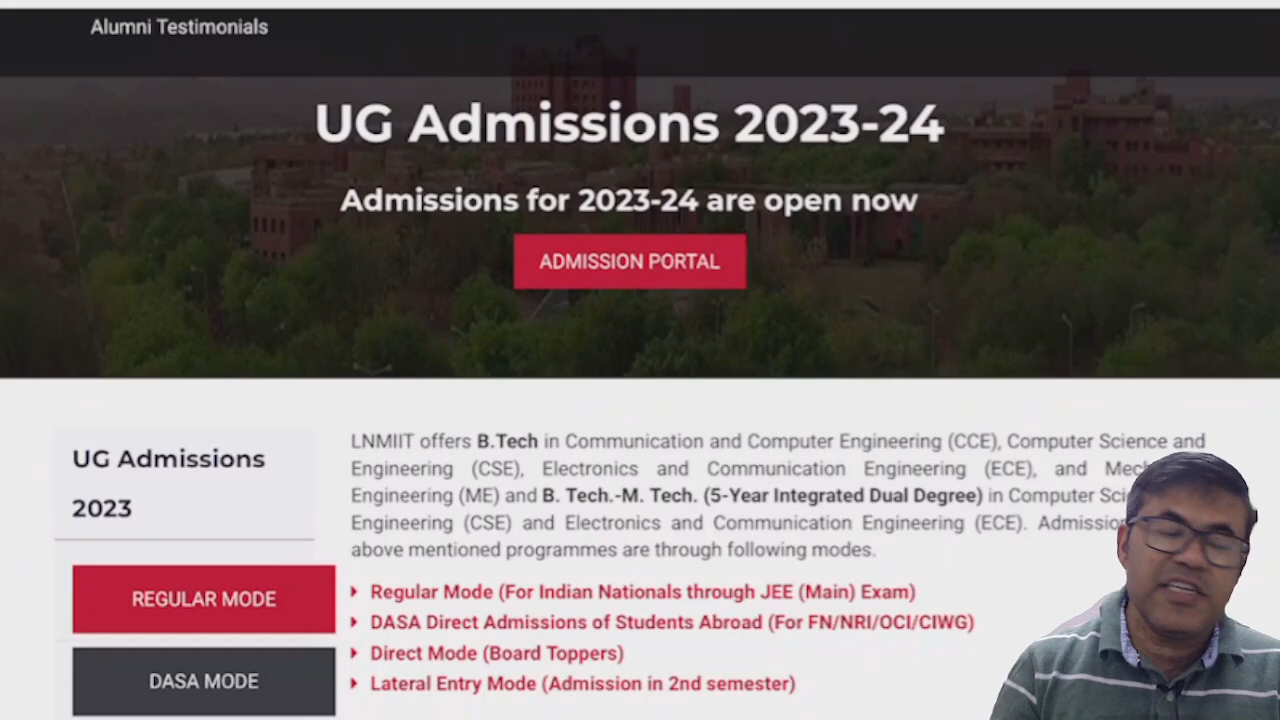 Alumni Testimonials
UG Admissions 2023-24
Admissions for 2023-24 are open now
ADMISSION PORTAL
UG Admissions
2023
REGULAR MODE
DASA MODE
LNMIIT offers B.Tech in Communication and Computer Engineering (CCE), Computer Science and
Engineering (CSE), Electronics and Communication Engineering (ECE), and
Engineering (ME) and B. Tech.-M. Tech. (5-Year Integrated Dual Degree) in Computer
Engineering (CSE) and Electronics and Communication Engineering (ECE).
above mentioned programmes are through following modes.
Regular Mode (For Indian Nationals through JEE (Main) Exam)
DASA Direct Admissions of Students Abroad (For FN/NRI/OCI/CIWG)
Direct Mode (Board Toppers)
Lateral Entry Mode (Admission in 2nd semester)